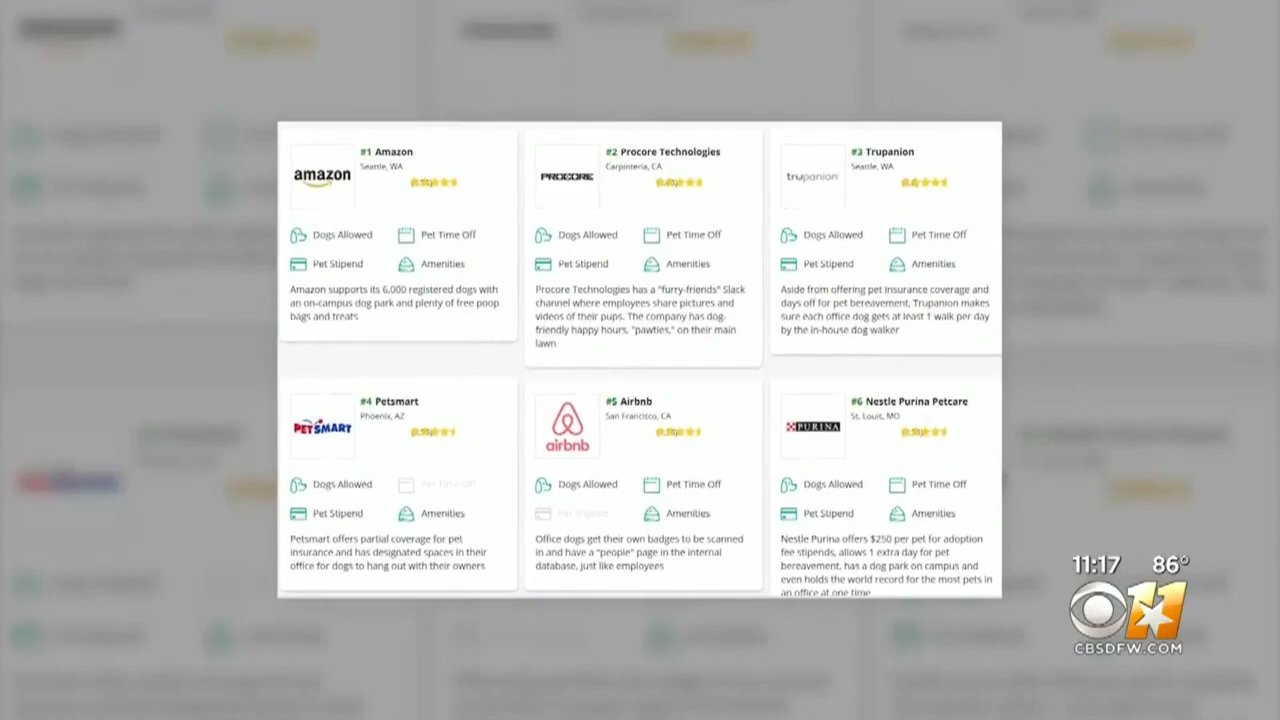 #1 Amazon
Seattle, WA
amazon
Dogs Allowed
Pet Time Off
Pet Stipend
Amenities
Amazon supports its 6,000 registered dogs with
an on-campus dog park and plenty of free poop
bags and treats
#2 Procore Technologies
Carpinteria, CA
PROCORE
Dogs Allowed
Pet Time Off
Pet Stipend
Amenities
Procore Technologies has a "furry-friends" Slack
channel where employees share pictures and
videos of their pups. The company has dog-
friendly happy hours, "pawties," on their main
lawn
#3 Trupanion
Seattle, WA
trupanion
Dogs Allowed
Pet Time Off
Pet Stipend
Amenities
Aside from offering pet insurance coverage and
days off for pet bereavement, Trupanion makes
sure each office dog gets at least 1 walk per day
by the in-house dog walker
#4 Petsmart
Phoenix, AZ
PETSMART
Dogs Allowed
Pet Time Off
Pet Stipend
Amenities
Petsmart offers partial coverage for pet
insurance and has designated spaces in their
office for dogs to hang out with their owners
#5 Airbnb
San Francisco, CA
airbnb
Dogs Allowed
Pet Time Off
Pet Stipend
Amenities
Office dogs get their own badges to be scanned
in and have a "people" page in the internal
database, just like employees
#6 Nestle Purina Petcare
St. Louis, MO
PURINA
Dogs Allowed
Pet Time Off
Pet Stipend
Amenities
Nestle Purina offers $250 per pet for adoption
fee stipends, allows 1 extra day for pet
bereavement, has a dog park on campus and
even holds the world record for the most pets in
an office at one time
11:17 86°
11
CBSDFW.COM